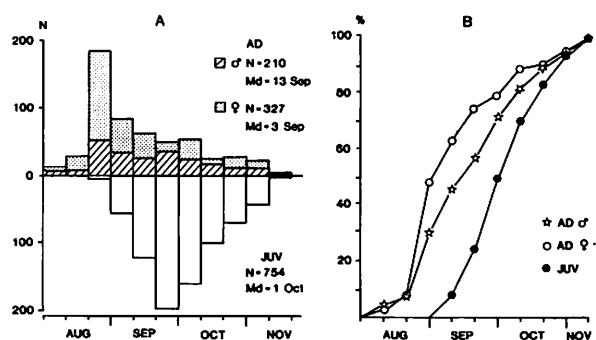 A
N
200
100
0
100
200
AD
♂ N=210
Md=13 Sep
♀ N=327
Md=3 Sep
JUV
N=754
Md=1 Oct
AUG SEP OCT NOV
B
%
100
80
60
40
20
AD ♂
AD ♀
JUV
AUG SEP OCT NOV